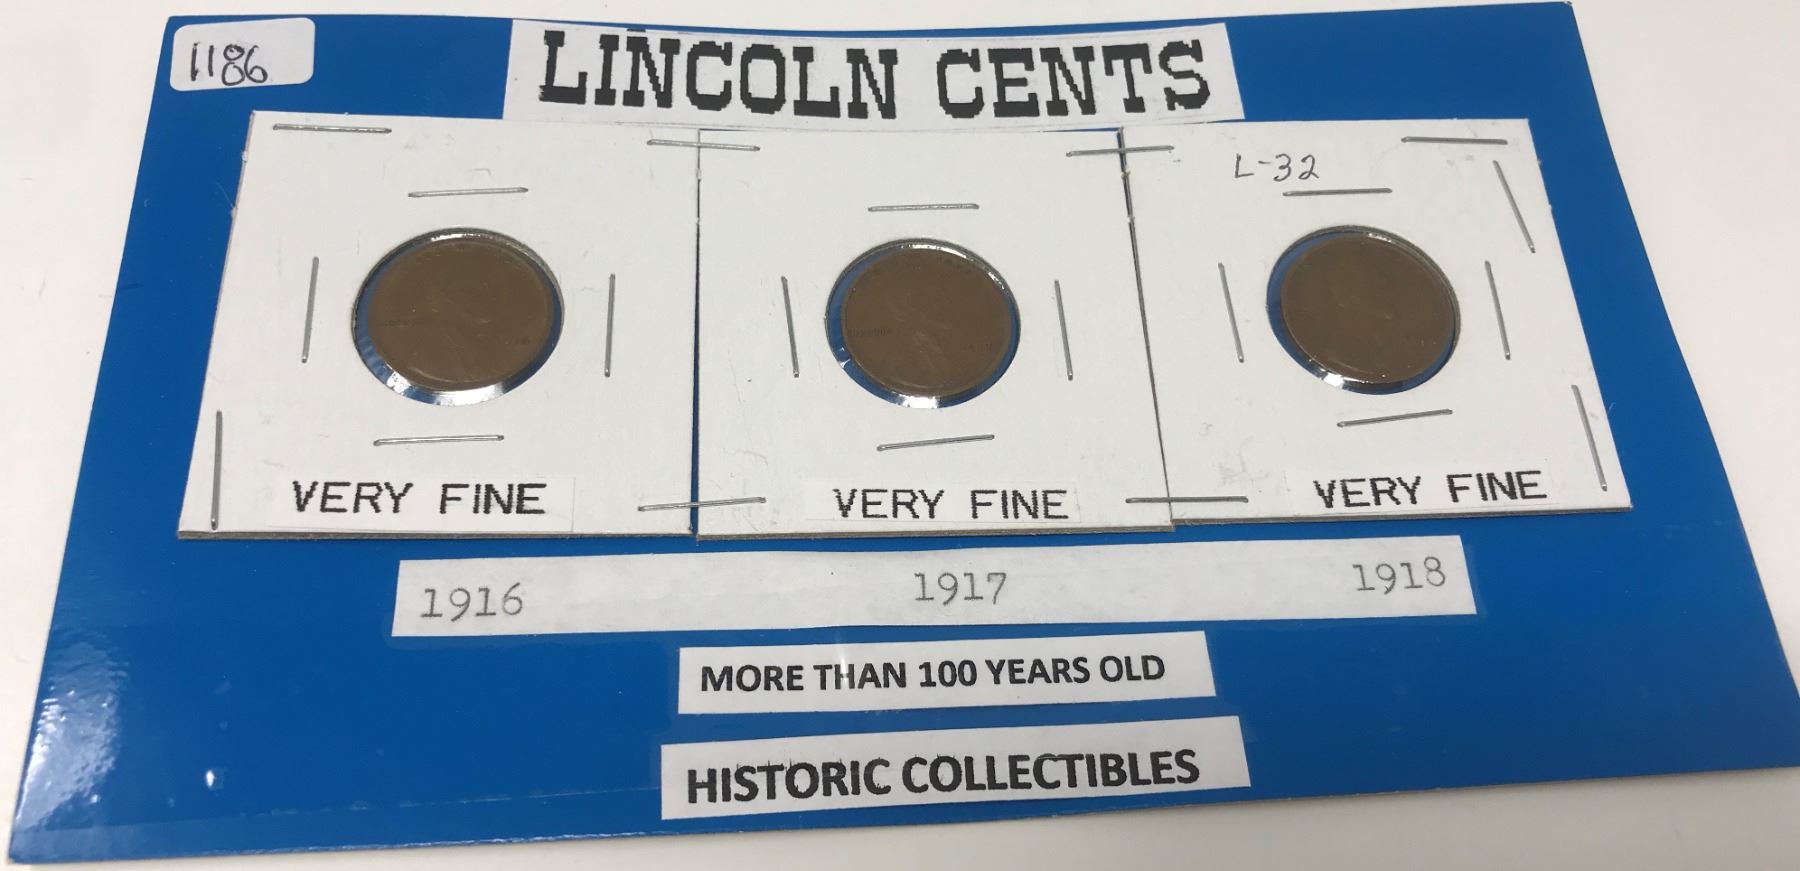 1186
LINCOLN CENTS
L-32
VERY FINE VERY FINE VERY FINE
1916 1917 1918
MORE THAN 100 YEARS OLD
HISTORIC COLLECTIBLES